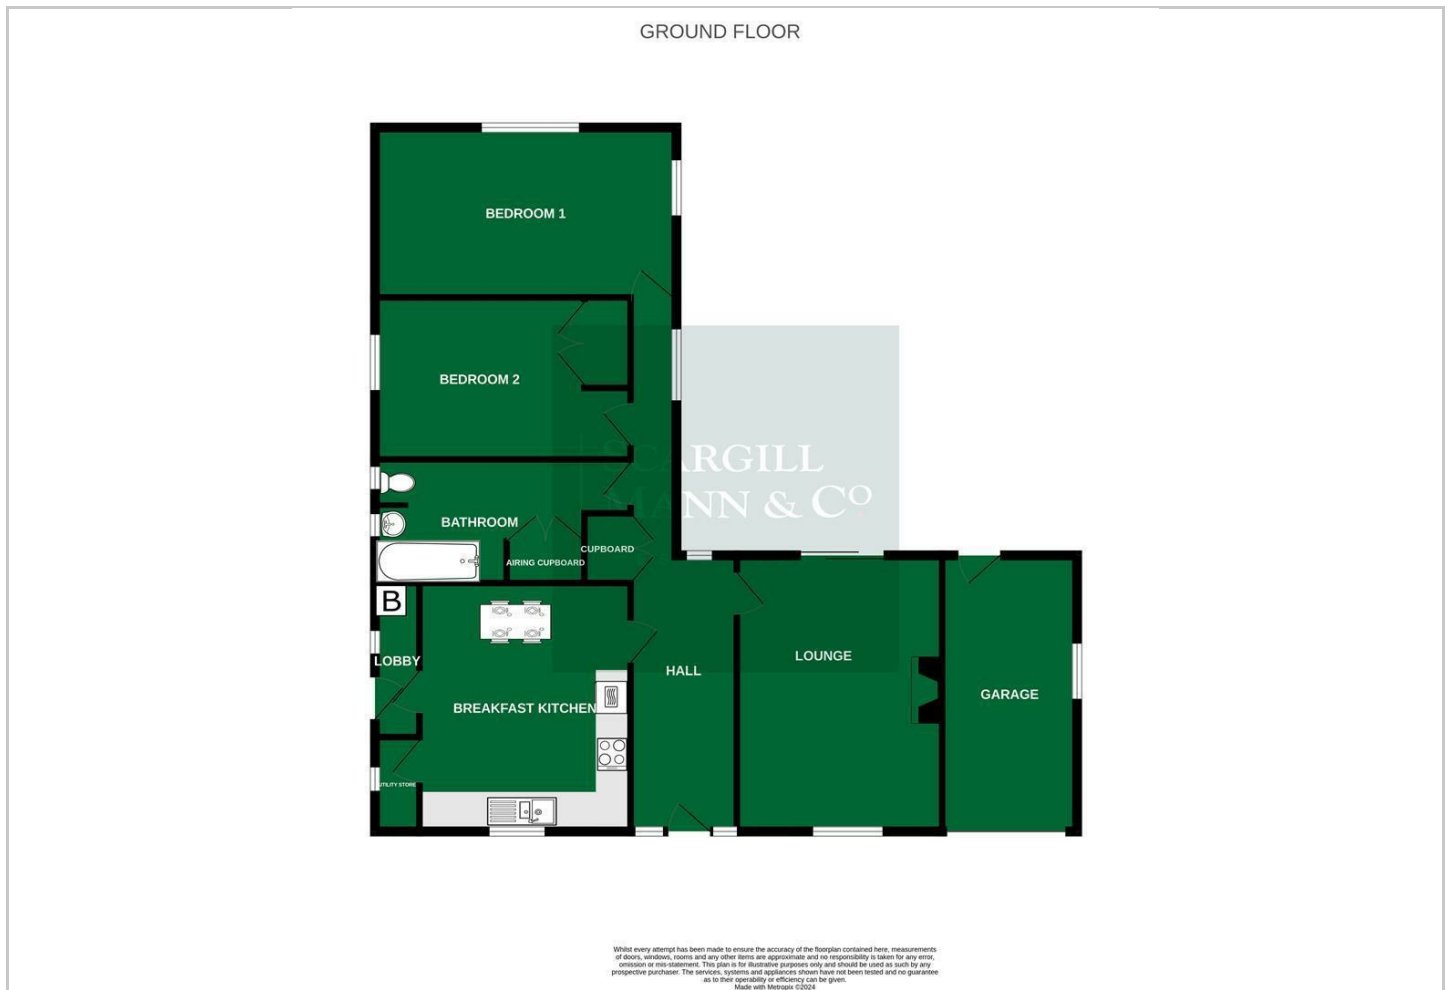 GROUND FLOOR
BEDROOM 1
BEDROOM 2
SCARGILL
MANN & CO
BATHROOM
CUPBOARD
AIRING CUPBOARD
B
LOBBY
LOUNGE
HALL
GARAGE
BREAKFAST KITCHEN
UTILITY STORE
Whilst every attempt has been made to ensure the accuracy of the floorplan contained here, measurements
of doors, windows, rooms and any other items are approximate and no responsibility is taken for any error,
omission or mis-statement. This plan is for illustrative purposes only and should be used as such by any
prospective purchaser. The services, systems and appliances shown have not been tested and no guarantee
as to their operability or efficiency can be given.
Made with Metropix ©2024